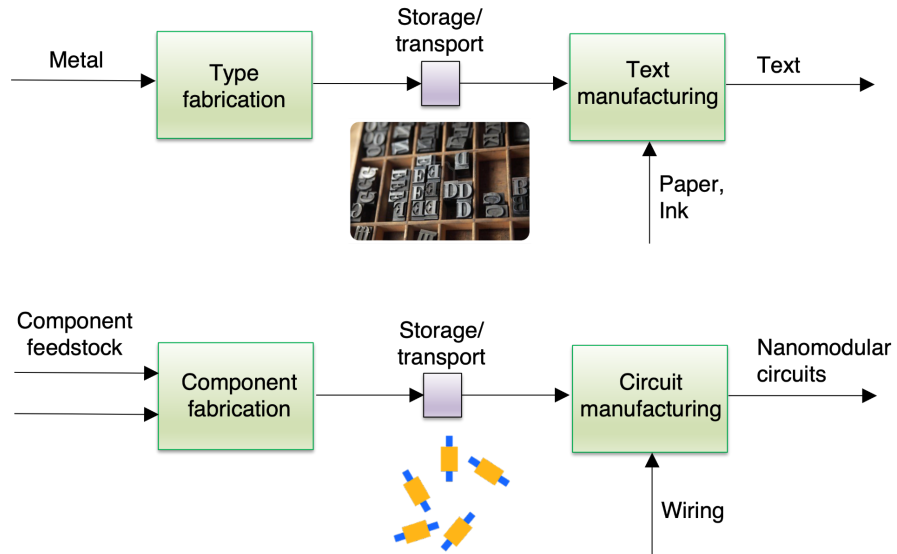 Storage/
transport
Metal
Type
fabrication
Text
manufacturing
Text
Paper,
Ink
Component
feedstock
Storage/
transport
Nanomodular
circuits
Component
fabrication
Circuit
manufacturing
Wiring